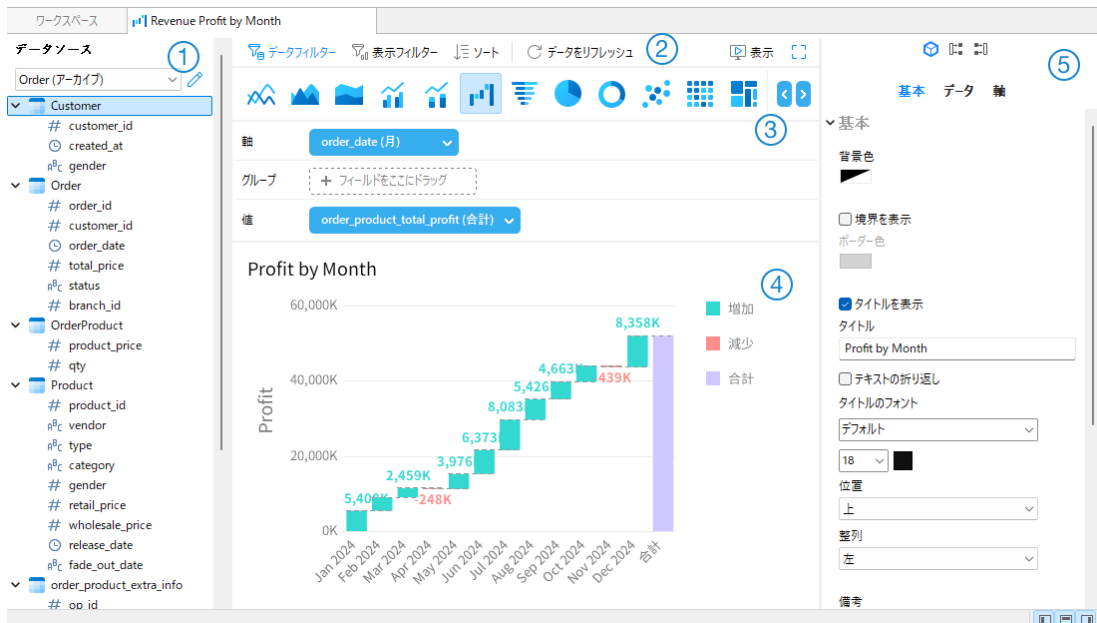 ワークスペース
Revenue Profit by Month
データソース
①
Order (アーカイブ)
Customer
# customer_id
created_at
ABC gender
Order
# order_id
# customer_id
order_date
# total_price
ABC status
# branch_id
OrderProduct
# product_price
# qty
Product
# product_id
ABC vendor
ABC type
ABC category
# gender
# retail_price
# wholesale_price
release_date
ABC fade_out_date
order_product_extra_info
# op_id
データフィルター
表示フィルター
ソート
データをリフレッシュ
②
表示
③
軸
order_date (月)
グループ
+ フィールドをここにドラッグ
値
order_product_total_profit (合計)
Profit by Month
④
60,000K
40,000K
20,000K
0K
Profit
5,408K
2,459K
-248K
3,976
6,373
8,083
5,426
4,663
439K
8,358K
Jan 2024
Feb 2024
Mar 2024
Apr 2024
May 2024
Jun 2024
Jul 2024
Aug 2024
Sep 2024
Oct 2024
Nov 2024
Dec 2024
合計
増加
減少
合計
⑤
基本 データ 軸
基本
背景色
境界を表示
ボーダー色
タイトルを表示
タイトル
Profit by Month
テキストの折り返し
タイトルのフォント
デフォルト
18
位置
上
整列
左
備考